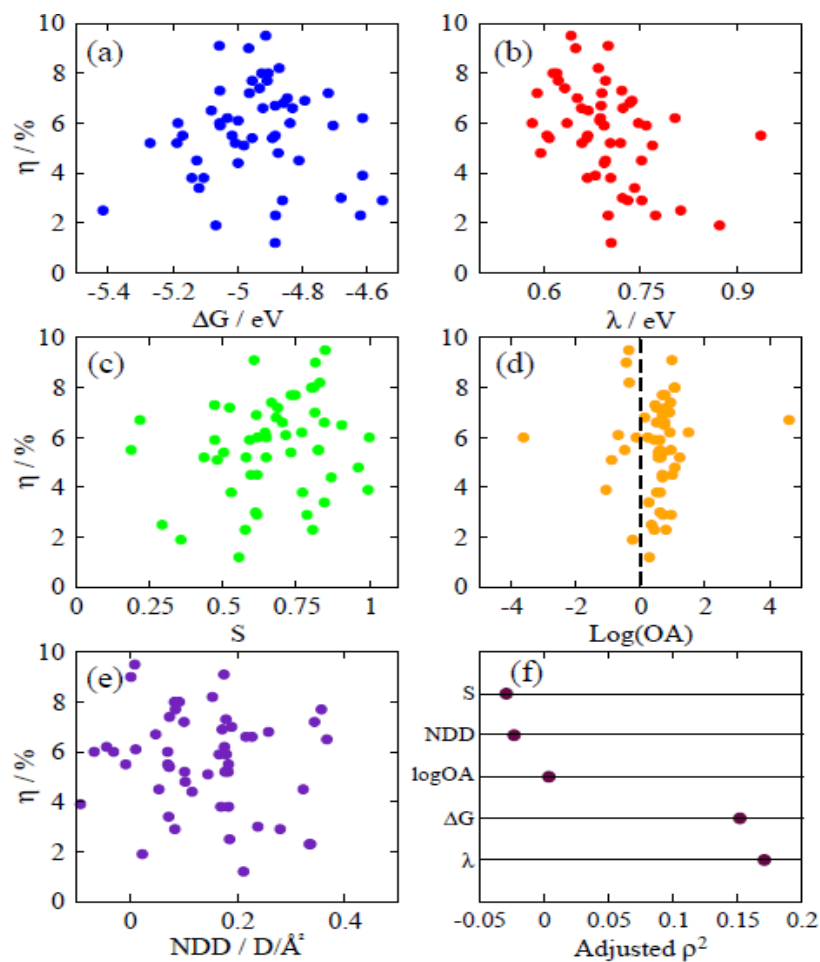 (a)
η / %
10
8
6
4
2
0
-5.4 -5.2 -5 -4.8 -4.6
ΔG / eV
(b)
10
8
6
4
2
0
0.6 0.75 0.9
λ / eV
(c)
η / %
10
8
6
4
2
0
0 0.25 0.5 0.75 1
S
(d)
10
8
6
4
2
0
-4 -2 0 2 4
Log(OA)
(e)
η / %
10
8
6
4
2
0
0 0.2 0.4
NDD / D/Å²
(f)
S
NDD
logOA
ΔG
λ
-0.05 0 0.05 0.1 0.15 0.2
Adjusted ρ²